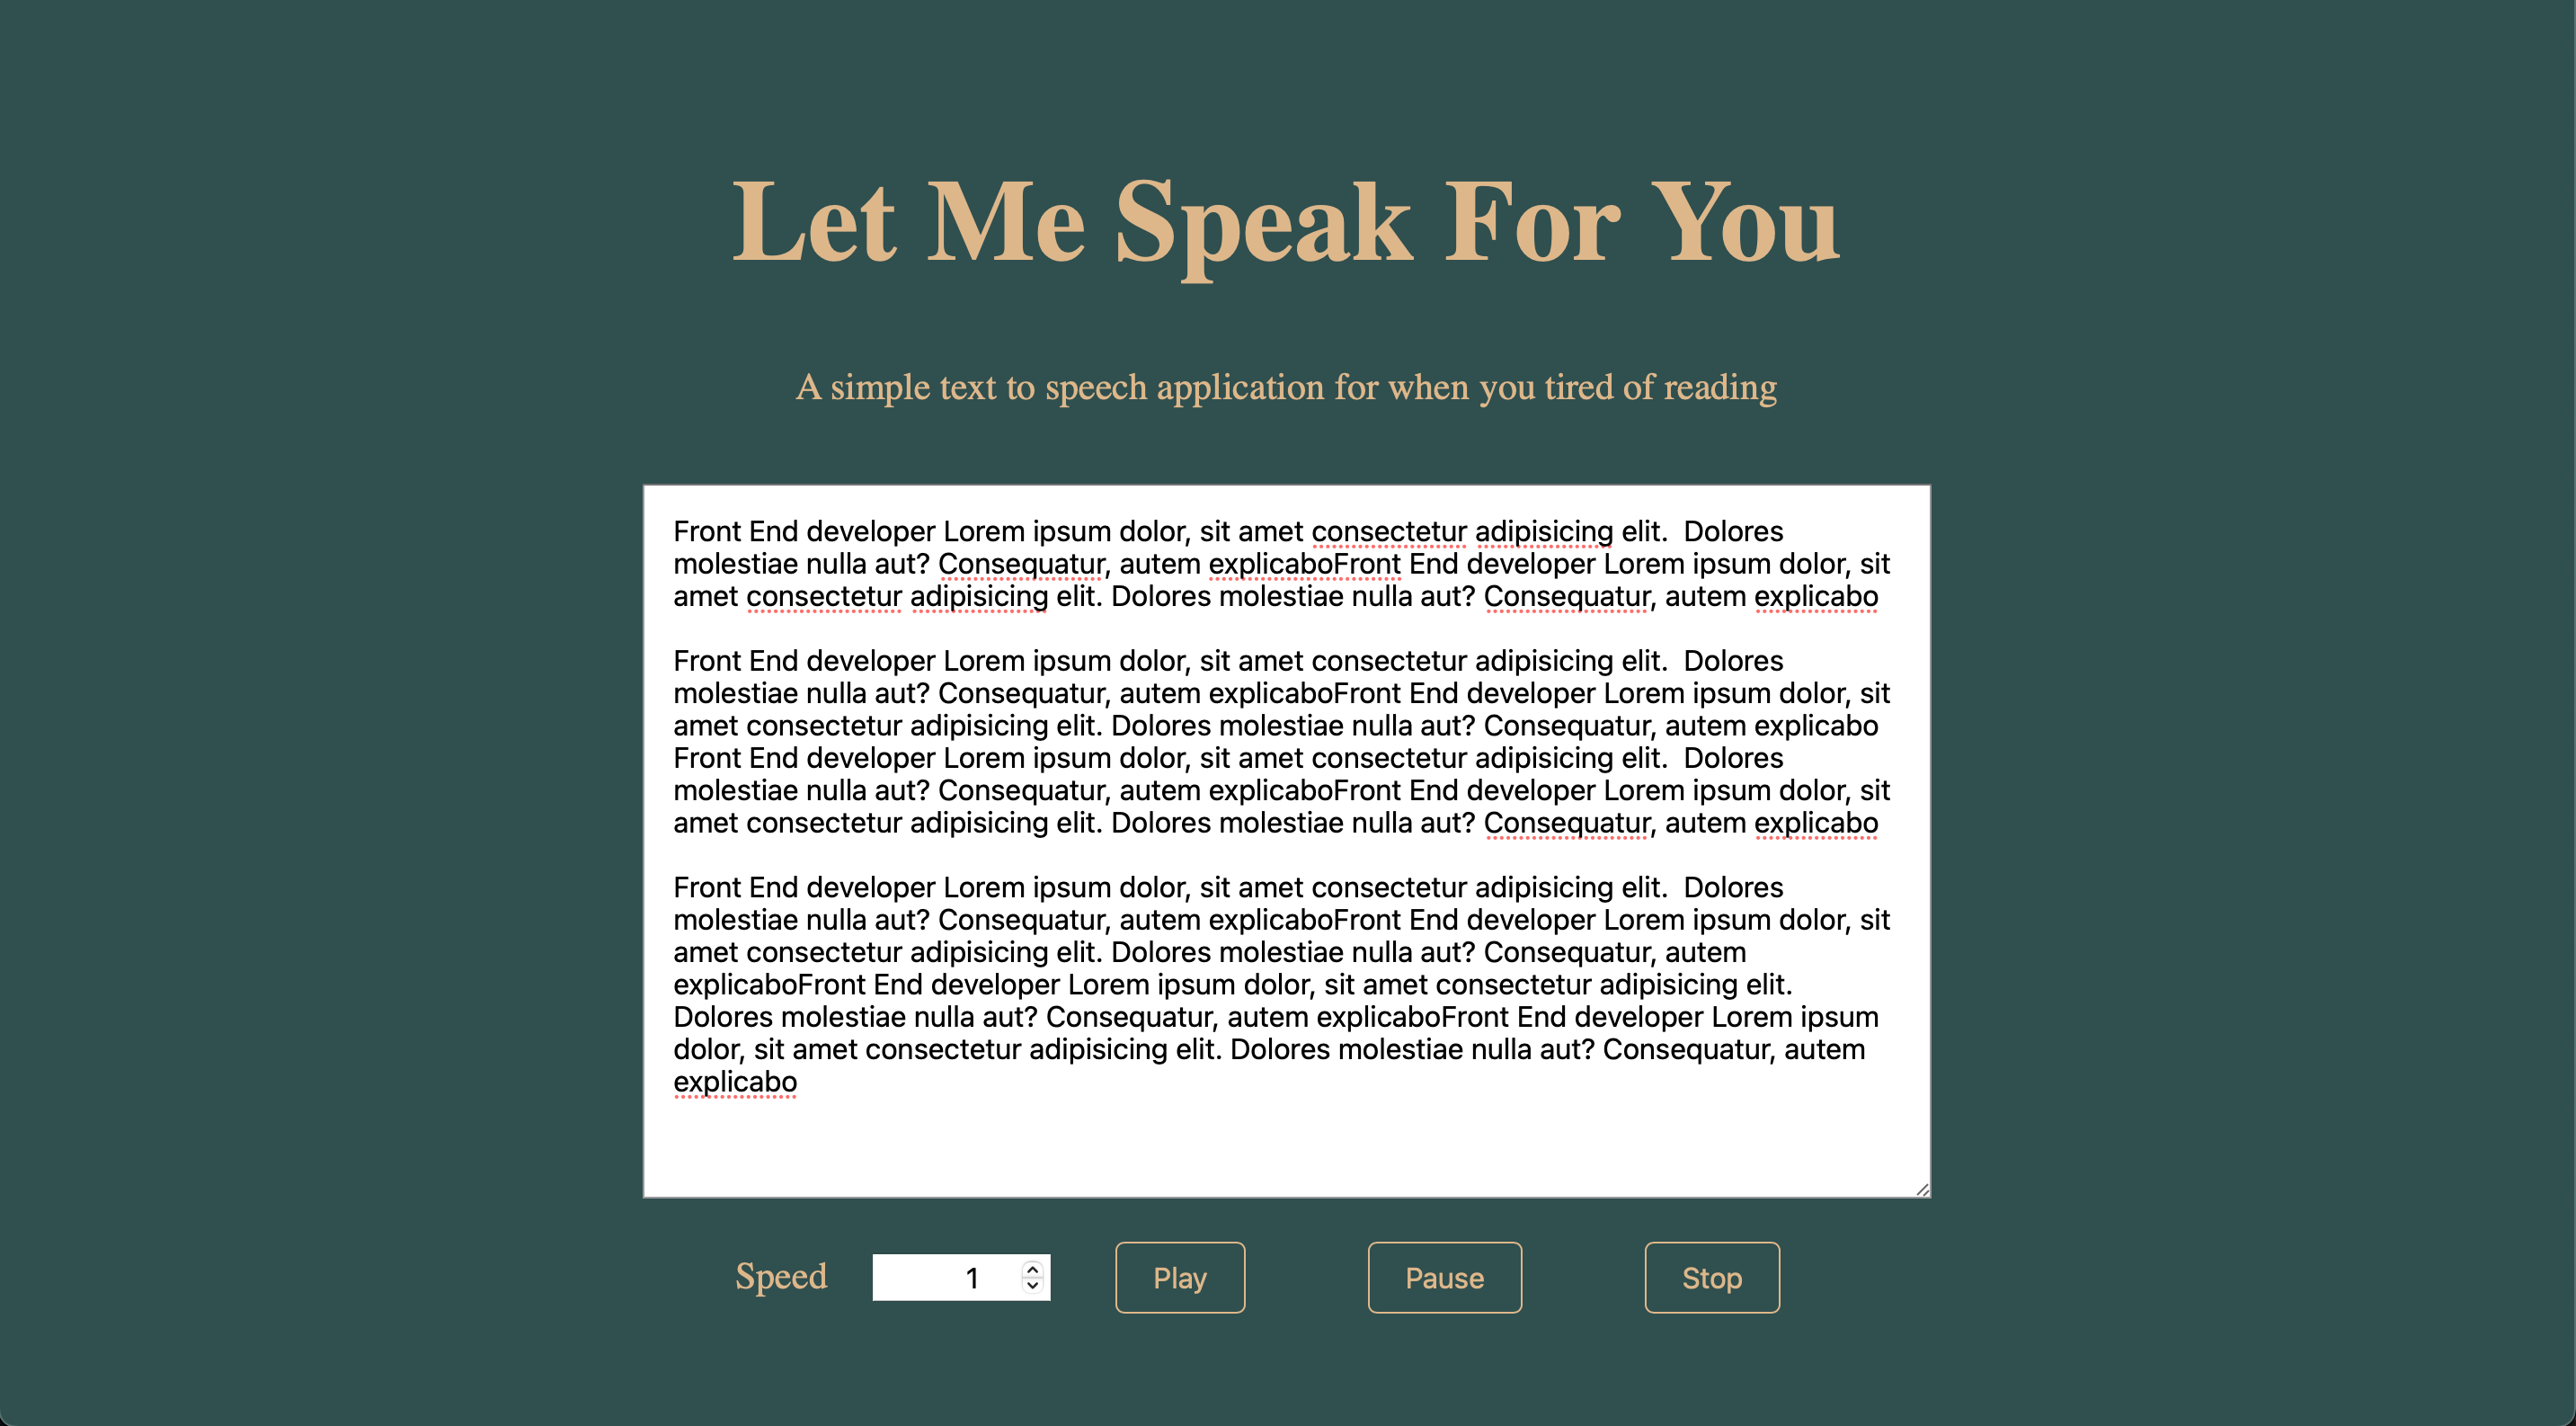 Let Me Speak For You
A simple text to speech application for when you tired of reading
Front End developer Lorem ipsum dolor, sit amet consectetur adipisicing elit.  Dolores
molestiae nulla aut? Consequatur, autem explicaboFront End developer Lorem ipsum dolor, sit
amet consectetur adipisicing elit. Dolores molestiae nulla aut? Consequatur, autem explicabo
Front End developer Lorem ipsum dolor, sit amet consectetur adipisicing elit.  Dolores
molestiae nulla aut? Consequatur, autem explicaboFront End developer Lorem ipsum dolor, sit
amet consectetur adipisicing elit. Dolores molestiae nulla aut? Consequatur, autem explicabo
Front End developer Lorem ipsum dolor, sit amet consectetur adipisicing elit.  Dolores
molestiae nulla aut? Consequatur, autem explicaboFront End developer Lorem ipsum dolor, sit
amet consectetur adipisicing elit. Dolores molestiae nulla aut? Consequatur, autem explicabo
Front End developer Lorem ipsum dolor, sit amet consectetur adipisicing elit.  Dolores
molestiae nulla aut? Consequatur, autem explicaboFront End developer Lorem ipsum dolor, sit
amet consectetur adipisicing elit. Dolores molestiae nulla aut? Consequatur, autem
explicaboFront End developer Lorem ipsum dolor, sit amet consectetur adipisicing elit.
Dolores molestiae nulla aut? Consequatur, autem explicaboFront End developer Lorem ipsum
dolor, sit amet consectetur adipisicing elit. Dolores molestiae nulla aut? Consequatur, autem
explicabo
Speed 1 Play Pause Stop